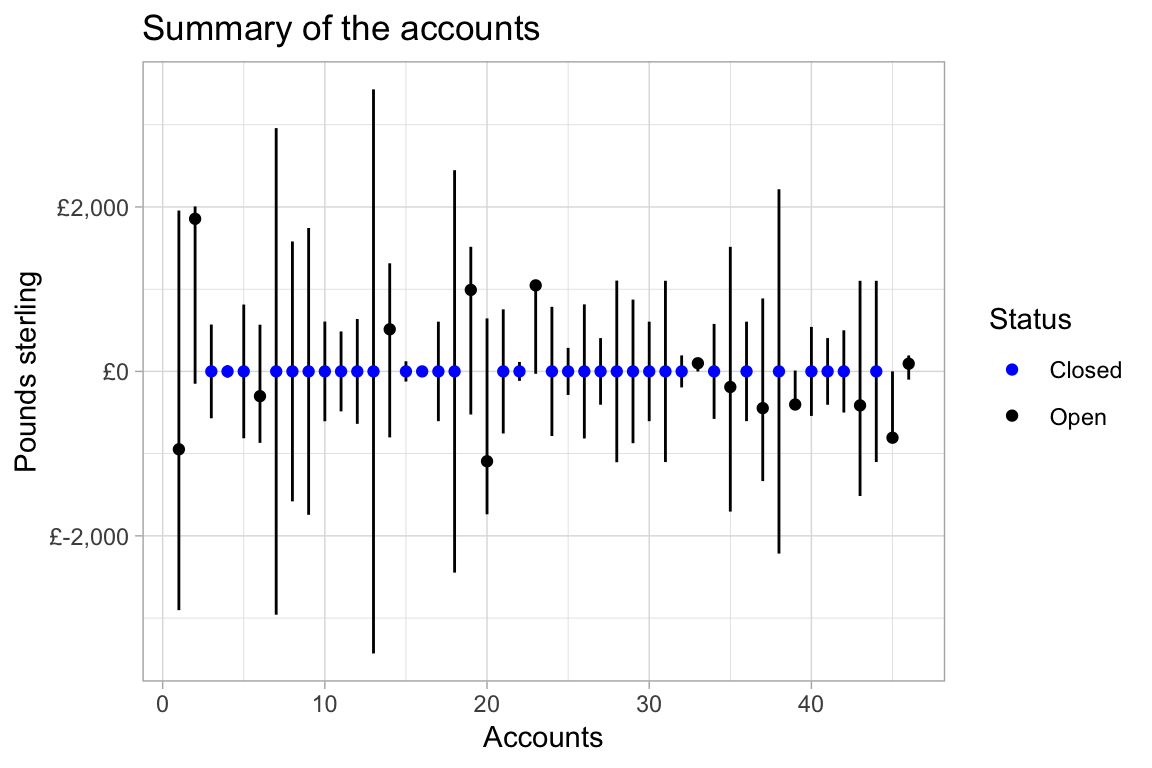 Summary of the accounts
Pounds sterling
£2,000
£0
£-2,000
0 10 20 30 40
Accounts
Status
Closed
Open